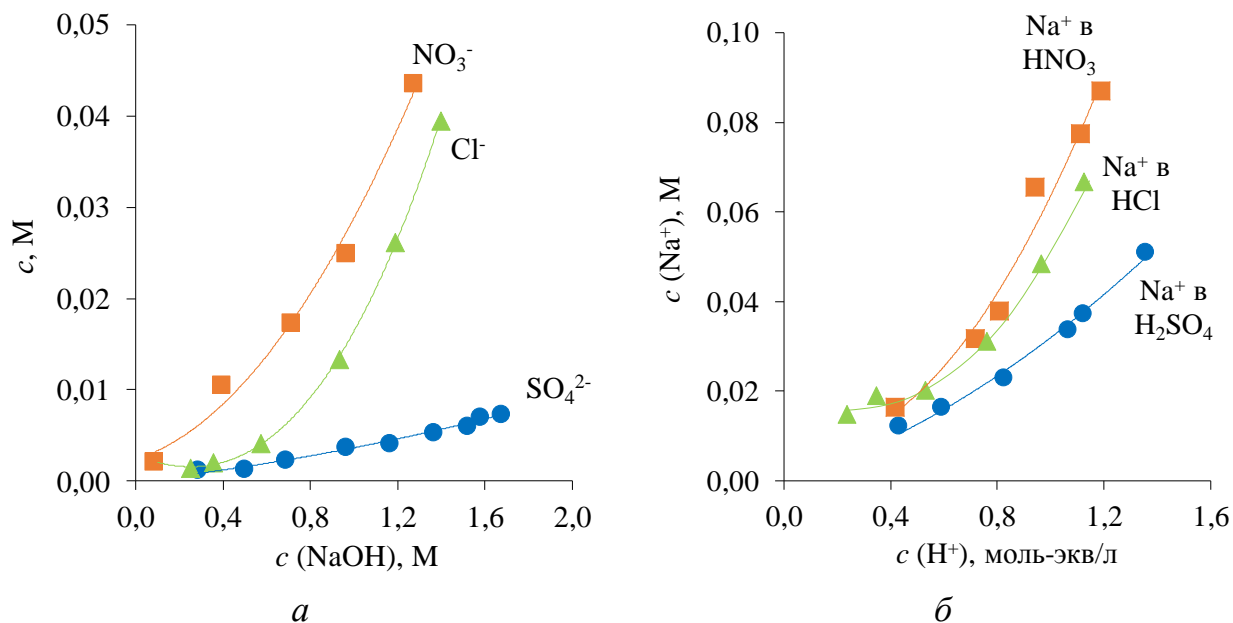 0,05
0,04
0,03
0,02
0,01
0,00
c, М
NO₃⁻
Cl⁻
SO₄²⁻
0,0 0,4 0,8 1,2 1,6 2,0
c (NaOH), М
а
0,10
0,08
0,06
0,04
0,02
0,00
c (Na⁺), М
Na⁺ в
HNO₃
Na⁺ в
HCl
Na⁺ в
H₂SO₄
0,0 0,4 0,8 1,2 1,6
c (H⁺), моль-экв/л
б